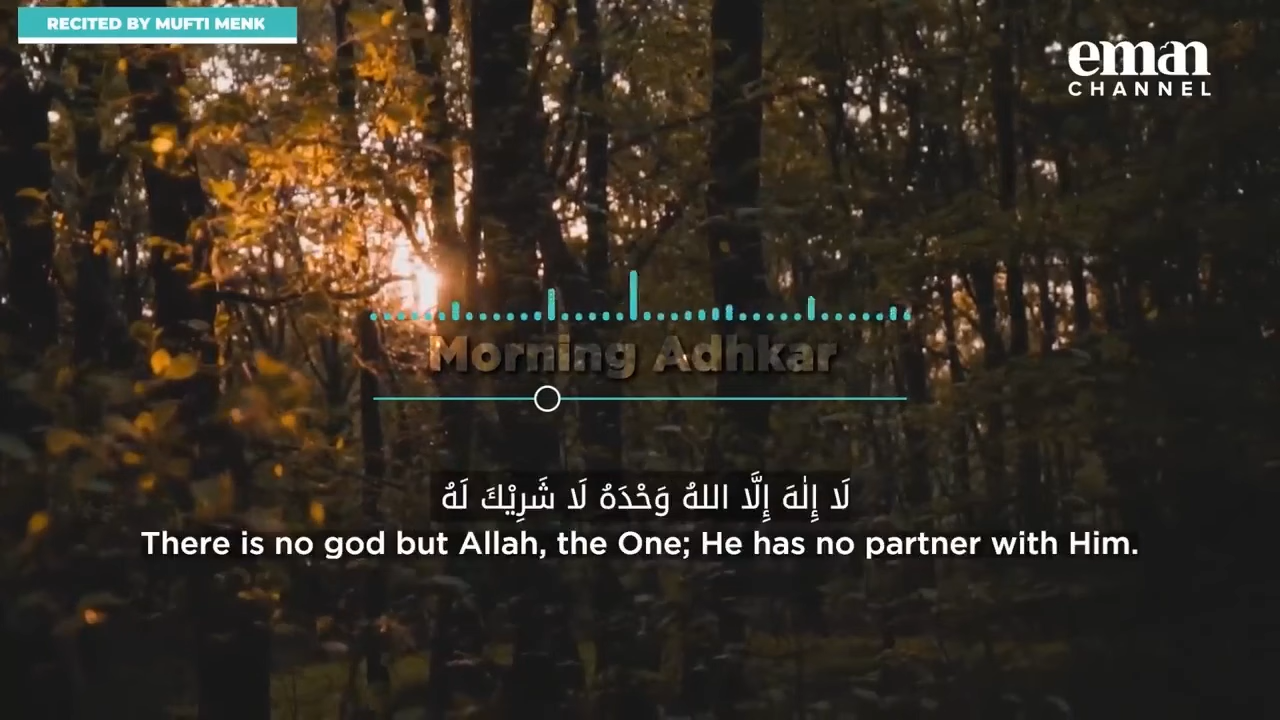 RECITED BY MUFTI MENK
eman
CHANNEL
Morning Adhkar
لَا إِلٰهَ إِلَّا اللهُ وَحْدَهُ لَا شَرِيْكَ لَهُ
There is no god but Allah, the One; He has no partner with Him.